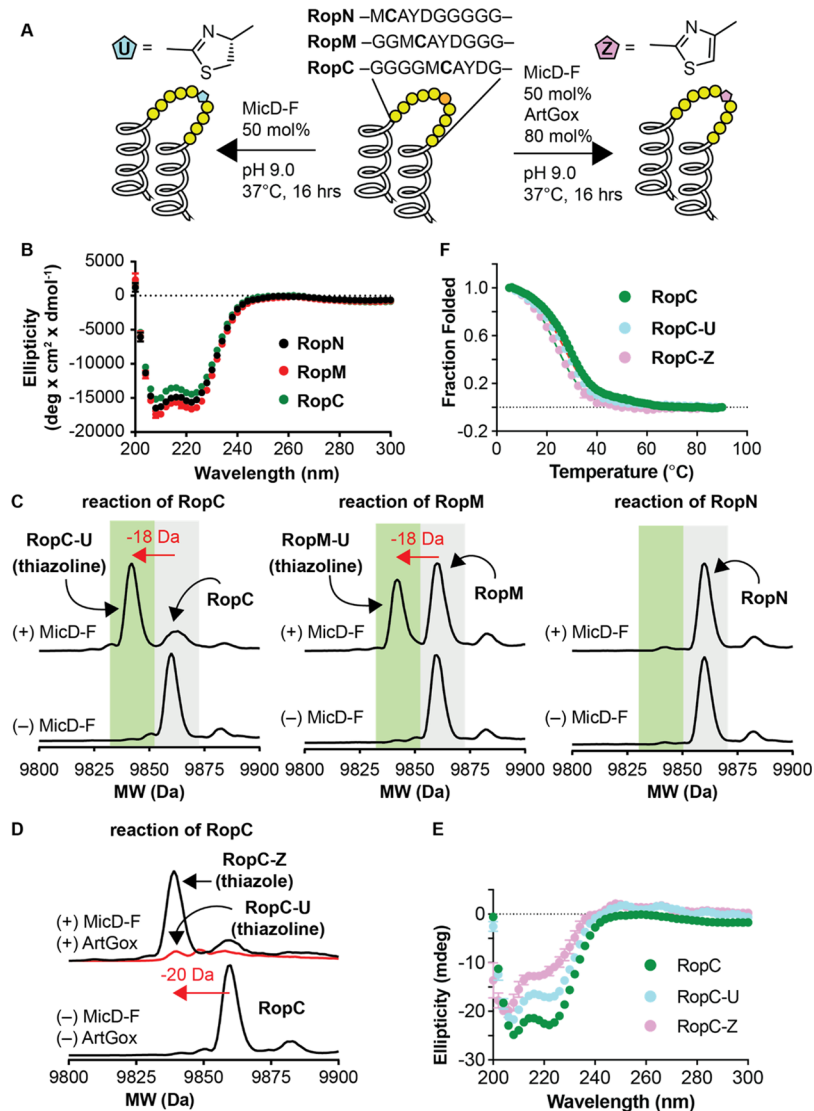 A
U =
N
S
RopN –MCAYDGGGGG–
RopM –GGMCAYDGGG–
RopC –GGGGMCAYDG–
Z =
N
S
MicD-F
50 mol%
pH 9.0
37°C, 16 hrs
MicD-F
50 mol%
ArtGox
80 mol%
pH 9.0
37°C, 16 hrs
B
5000
0
-5000
-10000
-15000
-20000
Ellipticity
(deg x cm² x dmol⁻¹)
RopN
RopM
RopC
200 220 240 260 280 300
Wavelength (nm)
F
1.0
0.6
0.2
-0.2
Fraction Folded
RopC
RopC-U
RopC-Z
0 20 40 60 80 100
Temperature (°C)
C
reaction of RopC
RopC-U
(thiazoline)
-18 Da
RopC
(+) MicD-F
(–) MicD-F
9800 9825 9850 9875 9900
MW (Da)
reaction of RopM
RopM-U
(thiazoline)
-18 Da
RopM
(+) MicD-F
(–) MicD-F
9800 9825 9850 9875 9900
MW (Da)
reaction of RopN
RopN
(+) MicD-F
(–) MicD-F
9800 9825 9850 9875 9900
MW (Da)
D
reaction of RopC
RopC-Z
(thiazole)
RopC-U
(thiazoline)
(+) MicD-F
(+) ArtGox
-20 Da
RopC
(–) MicD-F
(–) ArtGox
9800 9825 9850 9875 9900
MW (Da)
E
0
-10
-20
-30
Ellipticity (mdeg)
RopC
RopC-U
RopC-Z
200 220 240 260 280 300
Wavelength (nm)